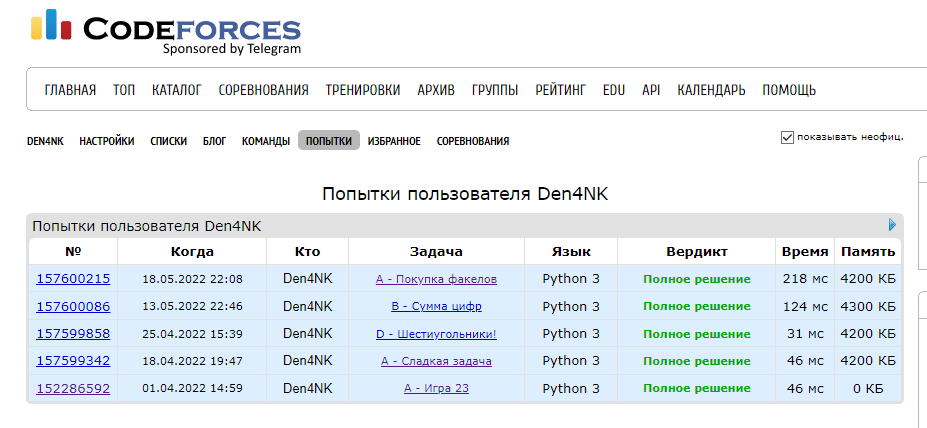 CODEFORCES
Sponsored by Telegram
ГЛАВНАЯ ТОП КАТАЛОГ СОРЕВНОВАНИЯ ТРЕНИРОВКИ АРХИВ ГРУППЫ РЕЙТИНГ EDU API КАЛЕНДАРЬ ПОМОЩЬ
DEN4NK НАСТРОЙКИ СПИСКИ БЛОГ КОМАНДЫ ПОПЫТКИ ИЗБРАННОЕ СОРЕВНОВАНИЯ показывать неофиц.
Попытки пользователя Den4NK
Попытки пользователя Den4NK
№ Когда Кто Задача Язык Вердикт Время Память
157600215 18.05.2022 22:08 Den4NK A - Покупка факелов Python 3 Полное решение 218 мс 4200 КБ
157600086 13.05.2022 22:46 Den4NK B - Сумма цифр Python 3 Полное решение 124 мс 4300 КБ
157599858 25.04.2022 15:39 Den4NK D - Шестиугольники! Python 3 Полное решение 31 мс 4200 КБ
157599342 18.04.2022 19:47 Den4NK A - Сладкая задача Python 3 Полное решение 46 мс 4200 КБ
152286592 01.04.2022 14:59 Den4NK A - Игра 23 Python 3 Полное решение 46 мс 0 КБ